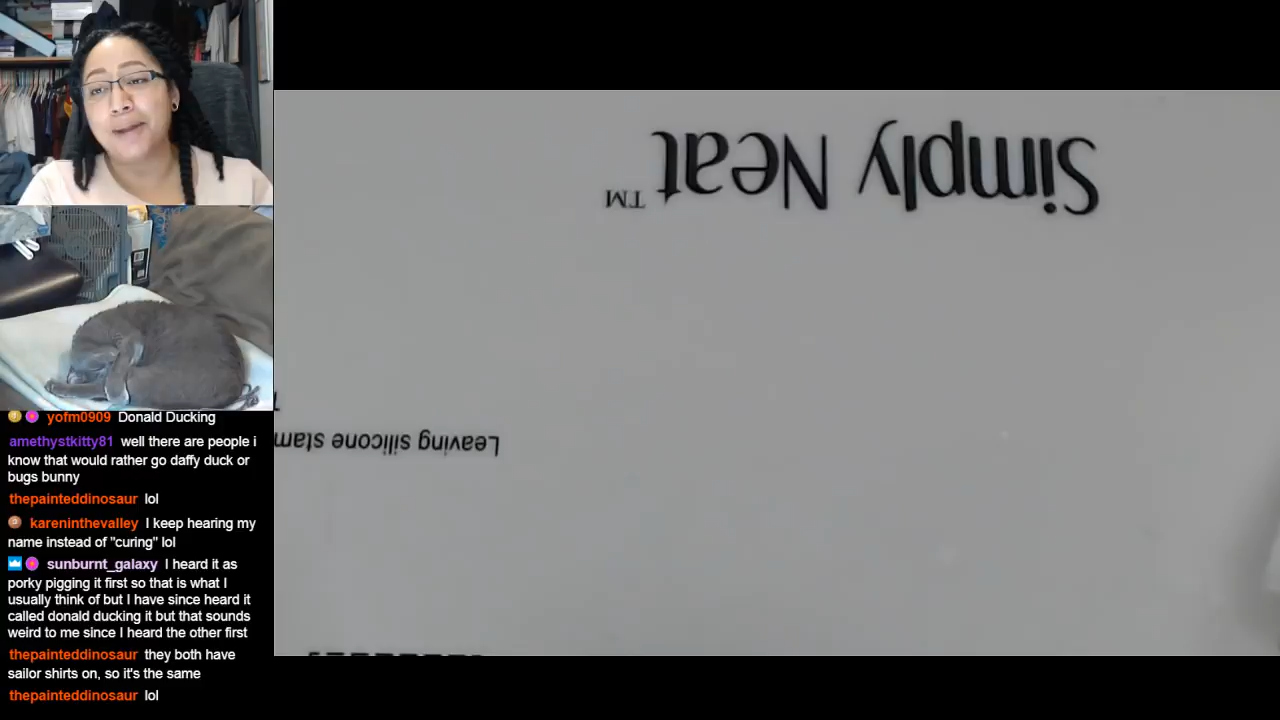 Simply Neat™
Leaving silicone stam
yofm0909 Donald Ducking
amethystkitty81 well there are people i
know that would rather go daffy duck or
bugs bunny
thepainteddinosaur lol
kareninthevalley I keep hearing my
name instead of "curing" lol
sunburnt_galaxy I heard it as
porky pigging it first so that is what I
usually think of but I have since heard it
called donald ducking it but that sounds
weird to me since I heard the other first
thepainteddinosaur they both have
sailor shirts on, so it's the same
thepainteddinosaur lol